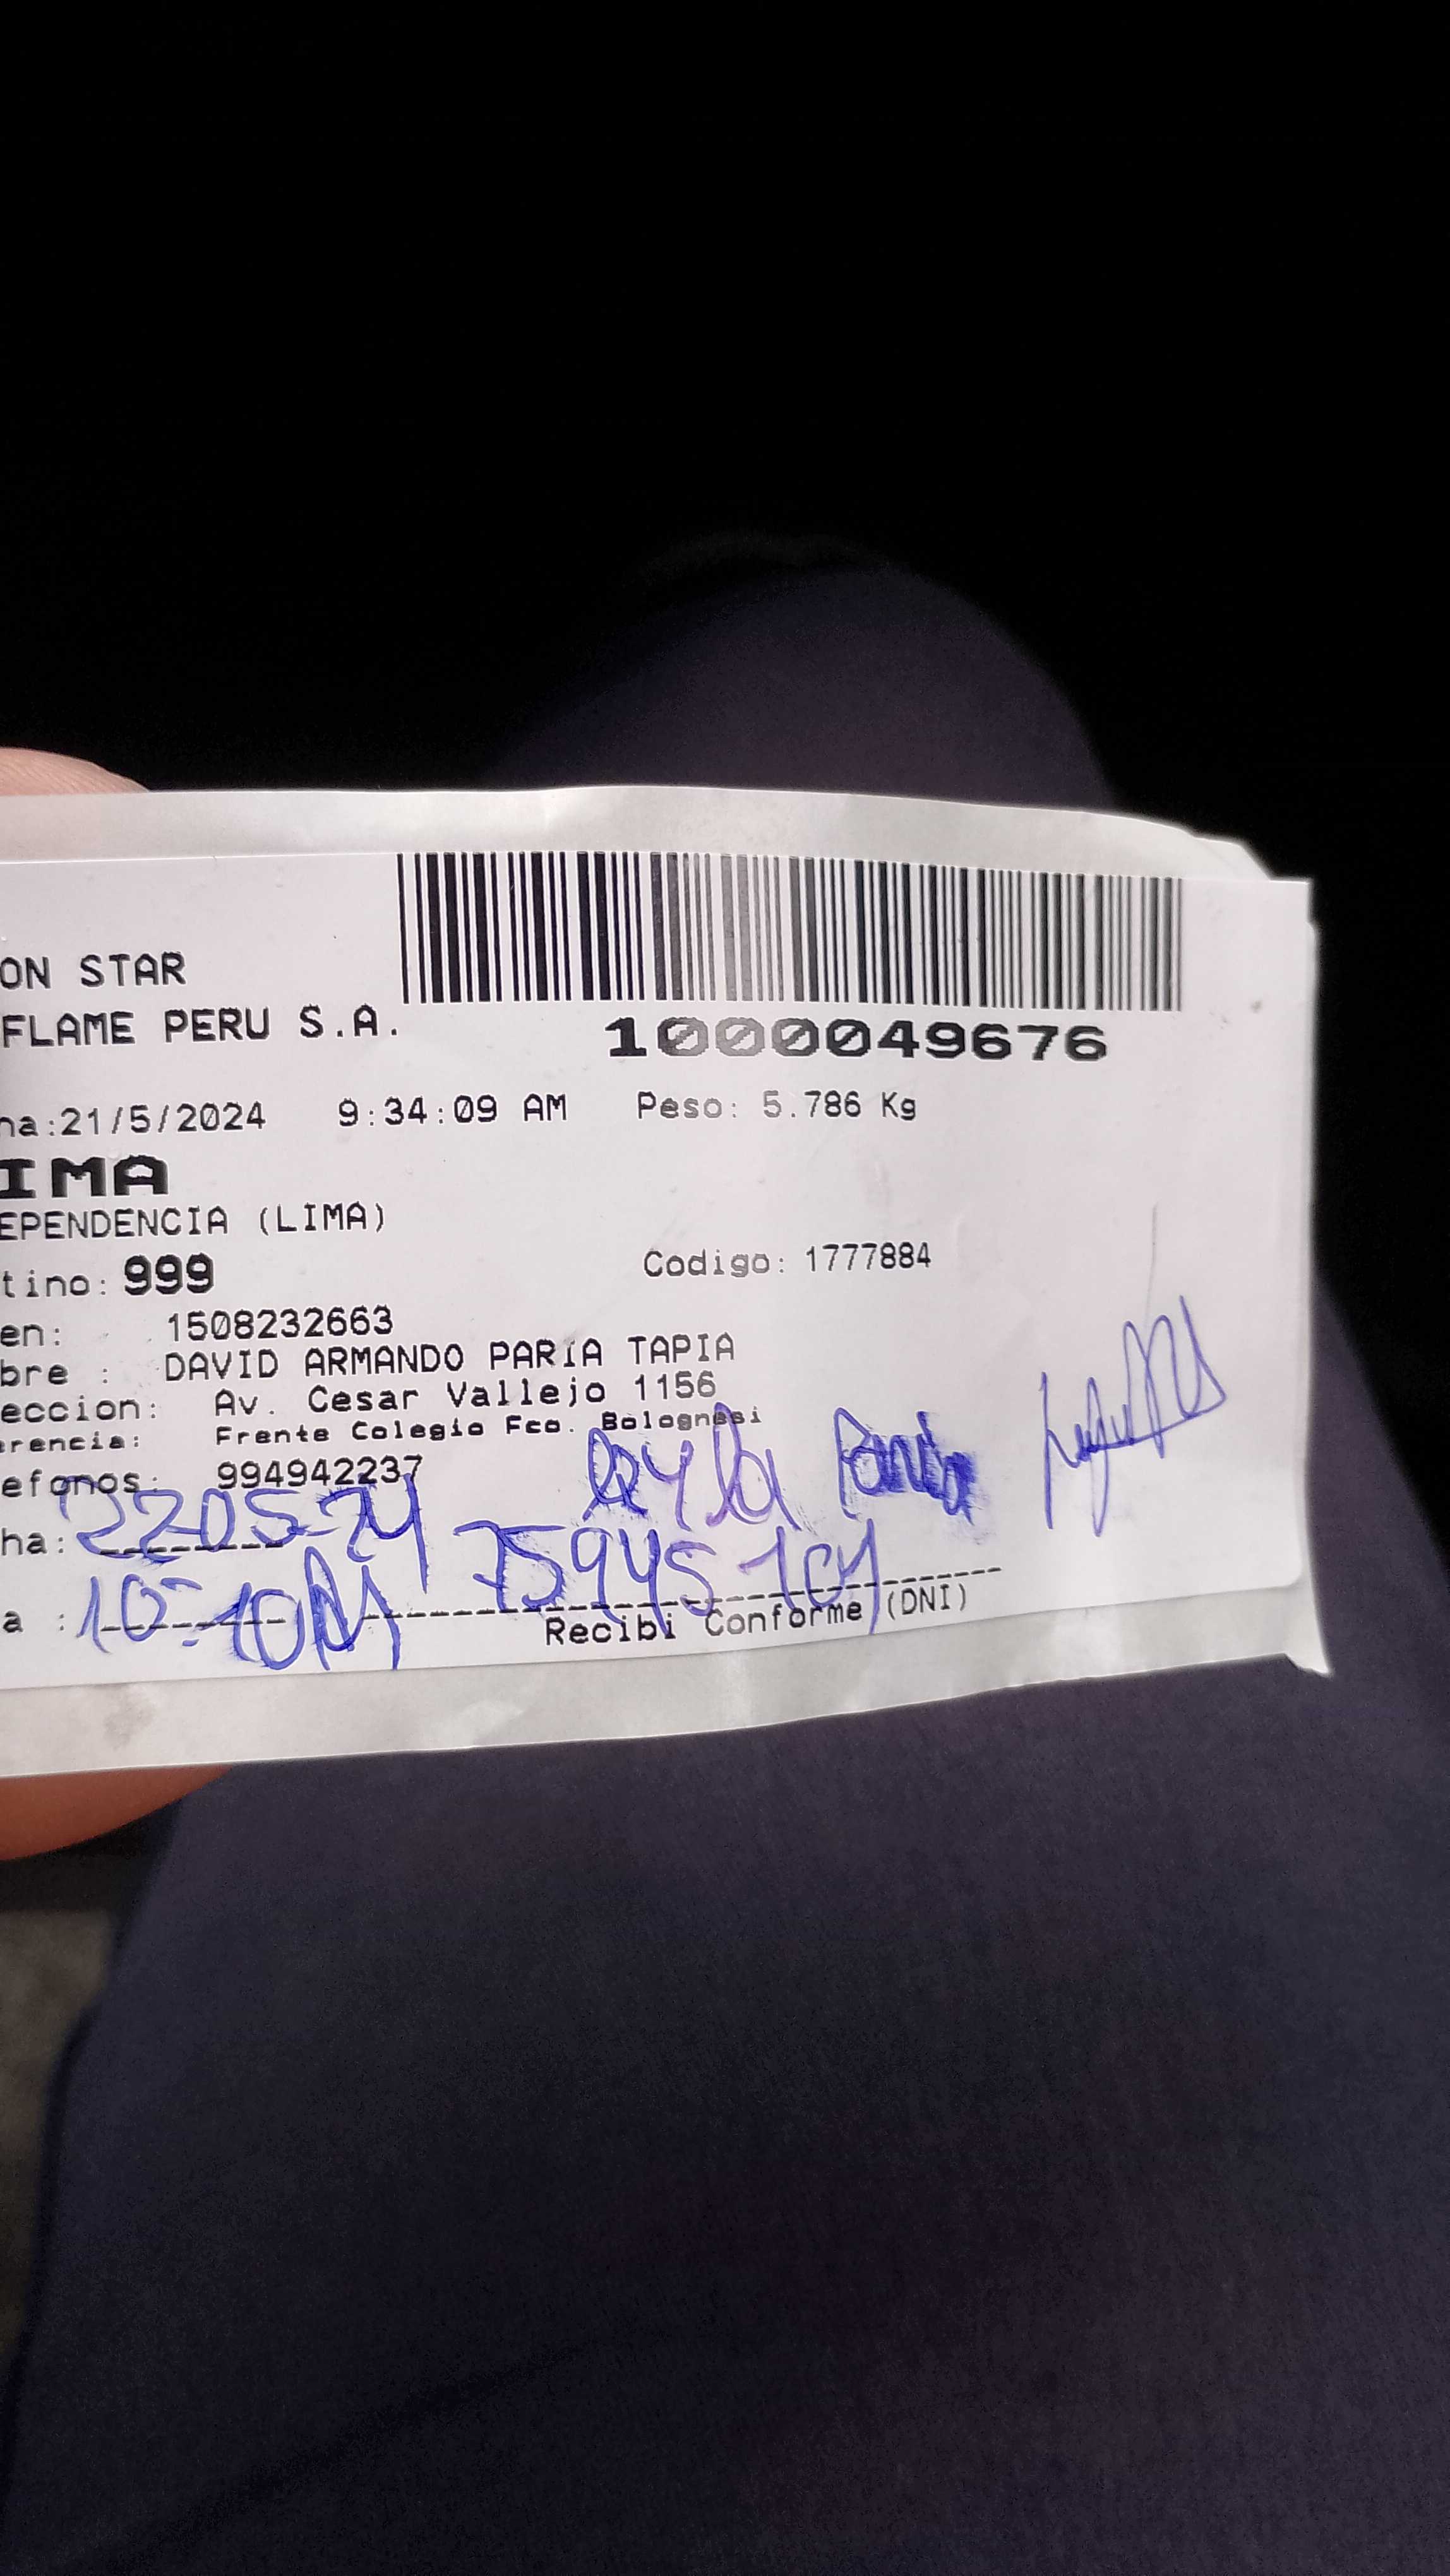 ON STAR
FLAME PERU S.A.
1000049676
ha:21/5/2024 9:34:09 AM Peso: 5.786 Kg
IMA
EPENDENCIA (LIMA)
tino: 999 Codigo: 1777884
en: 1508232663
bre : DAVID ARMANDO PARIA TAPIA
eccion: Av. Cesar Vallejo 1156
erencia: Frente Colegio Fco. Bolognesi
efonos: 994942237
ha: 22-05-24
a : 10:10
Recibi Conforme (DNI)